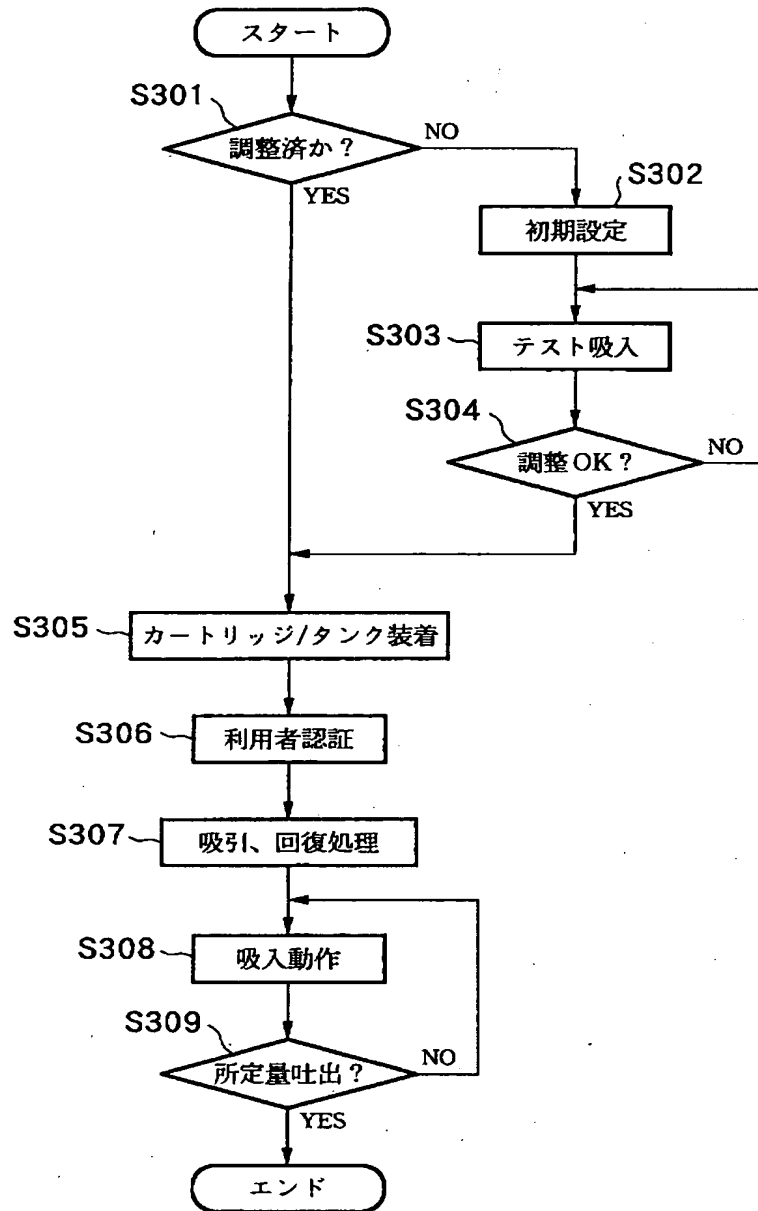 スタート
S301
調整済か?
NO
YES
S302
初期設定
S303
テスト吸入
S304
調整OK?
NO
YES
S305
カートリッジ/タンク装着
S306
利用者認証
S307
吸引、回復処理
S308
吸入動作
S309
所定量吐出?
NO
YES
エンド